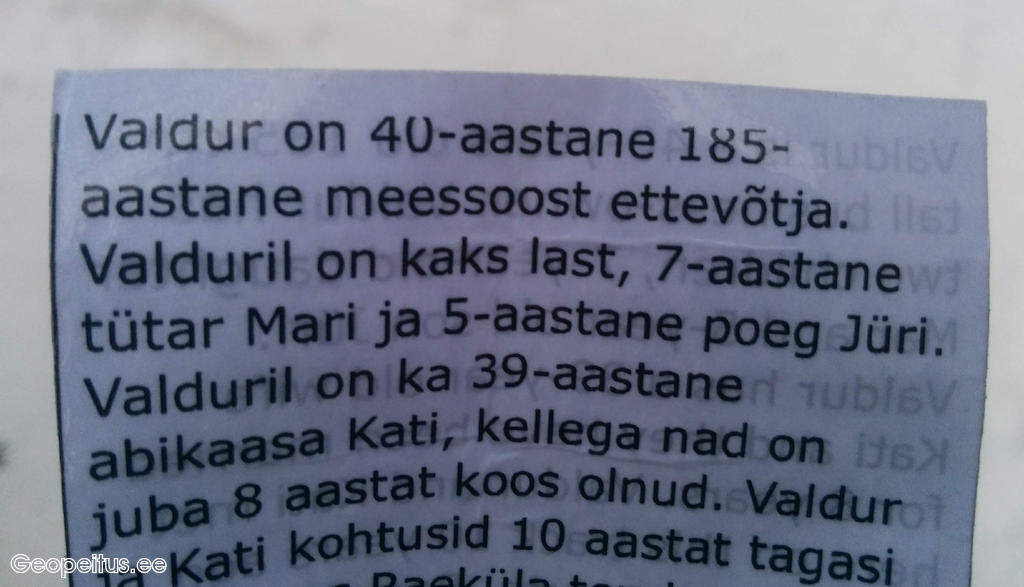 Valdur on 40-aastane 185-
aastane meessoost ettevõtja.
Valduril on kaks last, 7-aastane
tütar Mari ja 5-aastane poeg Jüri.
Valduril on ka 39-aastane
abikaasa Kati, kellega nad on
juba 8 aastat koos olnud. Valdur
ja Kati kohtusid 10 aastat tagasi
Raeküla
Geopeitus.ee